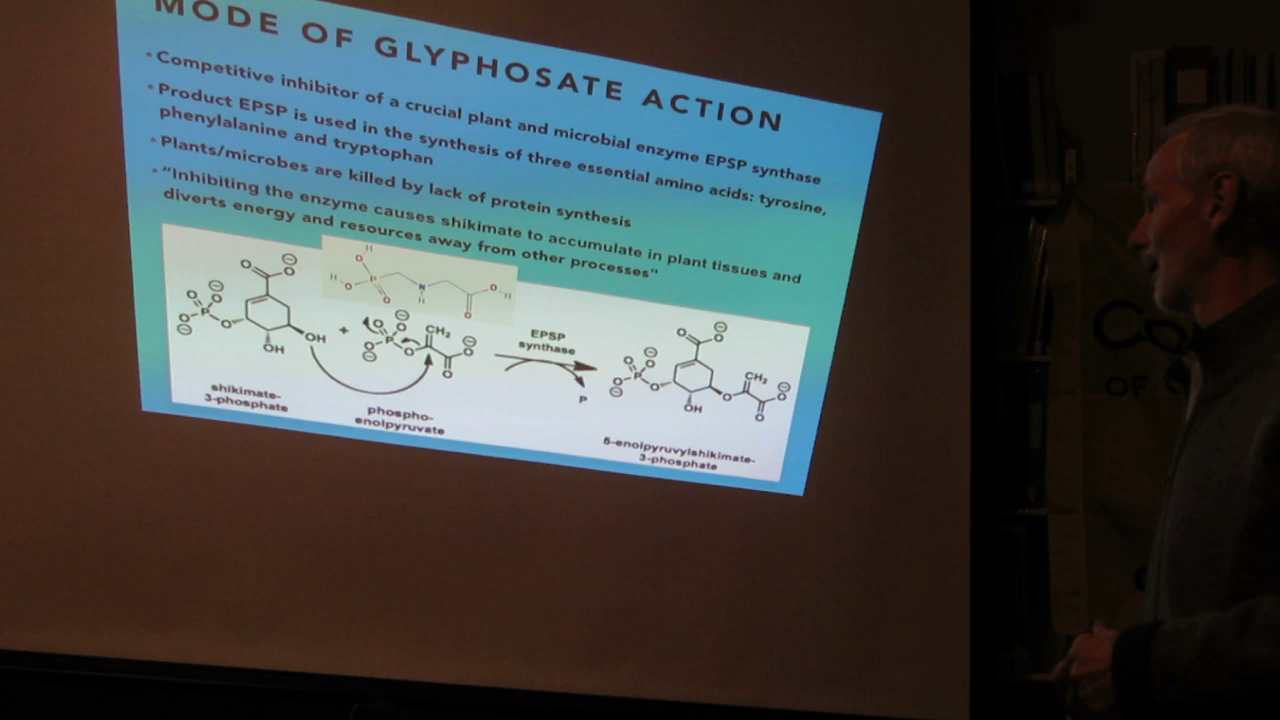 MODE OF GLYPHOSATE ACTION
• Competitive inhibitor of a crucial plant and microbial enzyme EPSP synthase
• Product EPSP is used in the synthesis of three essential amino acids: tyrosine,
phenylalanine and tryptophan
• Plants/microbes are killed by lack of protein synthesis
• "Inhibiting the enzyme causes shikimate to accumulate in plant tissues and
diverts energy and resources away from other processes"
shikimate-
3-phosphate
+
phospho-
enolpyruvate
EPSP
synthase
P
5-enolpyruvylshikimate-
3-phosphate
OF